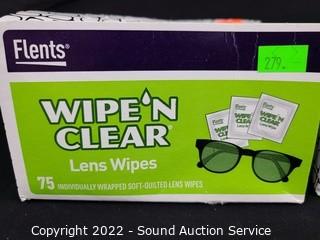 Flents®
279.
WIPE'N
CLEAR®
Lens Wipes
75 INDIVIDUALLY WRAPPED SOFT-QUILTED LENS WIPES
Copyright 2022 - Sound Auction Service